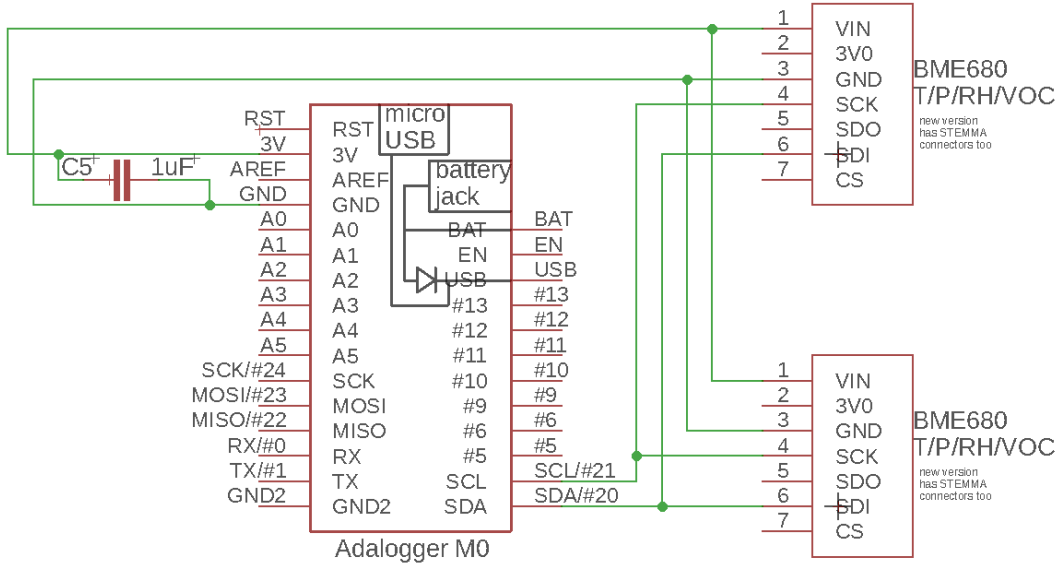 1
VIN
2
3V0
3
GND
4
SCK
5
SDO
6
SDI
7
CS
BME680
T/P/RH/VOC
new version
has STEMMA
connectors too
micro
USB
battery
jack
C5
1uF
RST
RST
3V
3V
AREF
AREF
GND
GND
A0
A0
A1
A1
A2
A2
A3
A3
A4
A4
A5
A5
SCK/#24
SCK
MOSI/#23
MOSI
MISO/#22
MISO
RX/#0
RX
TX/#1
TX
GND2
GND2
BAT
BAT
EN
EN
USB
USB
#13
#13
#12
#12
#11
#11
#10
#10
#9
#9
#6
#6
#5
#5
SCL
SCL/#21
SDA
SDA/#20
Adalogger M0
1
VIN
2
3V0
3
GND
4
SCK
5
SDO
6
SDI
7
CS
BME680
T/P/RH/VOC
new version
has STEMMA
connectors too